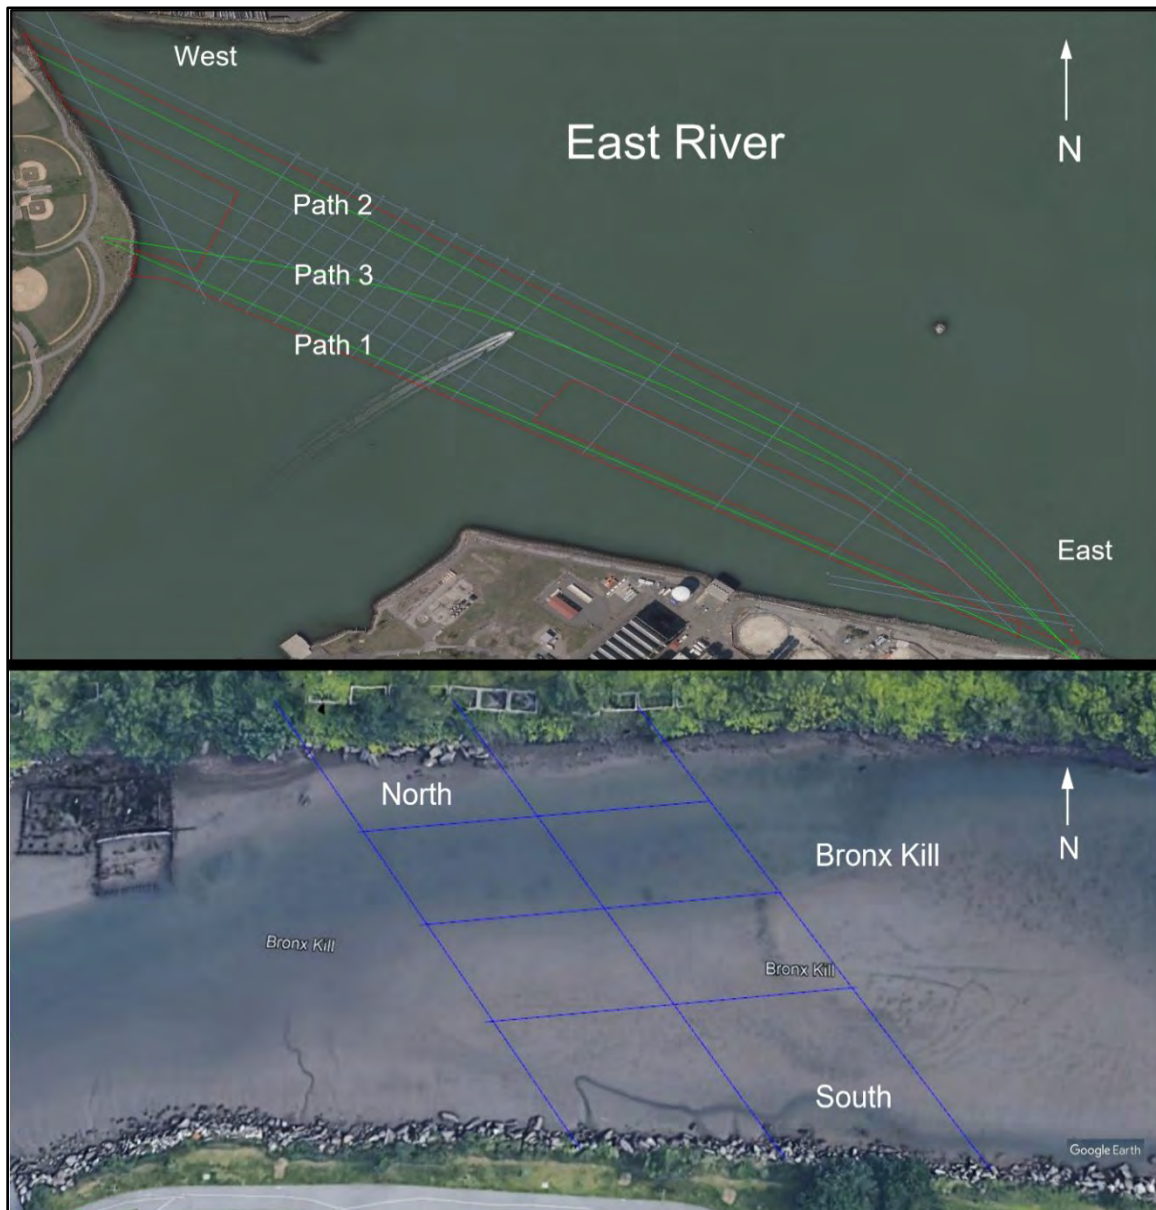 West
East River
N
Path 2
Path 3
Path 1
East
North
N
Bronx Kill
Bronx Kill
Bronx Kill
South
Google Earth